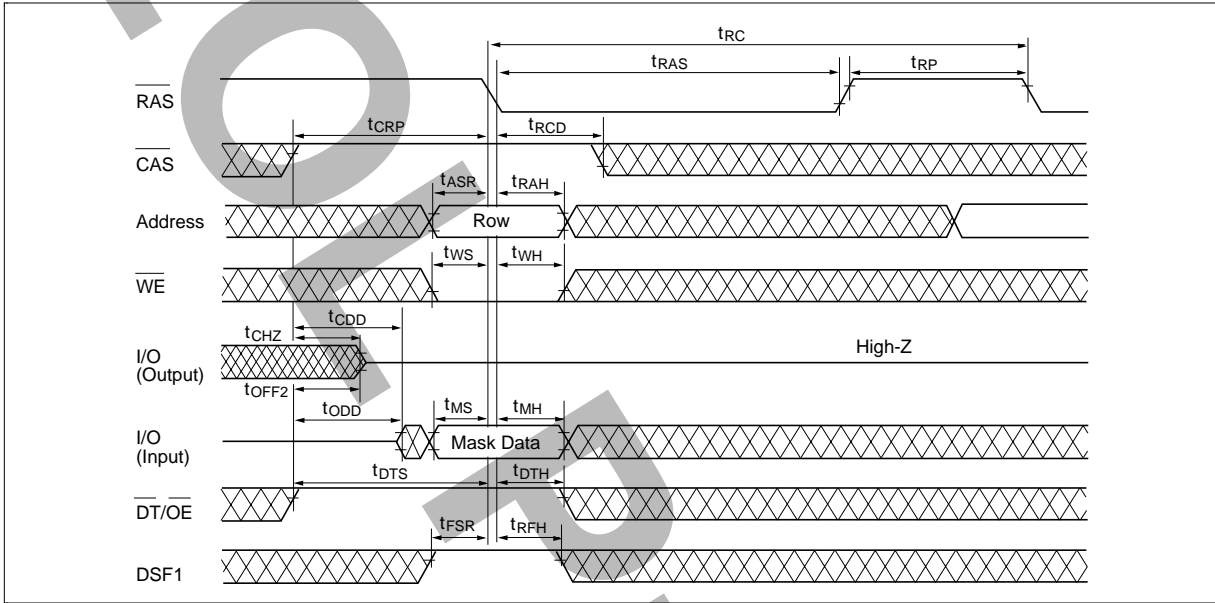 tRC
tRAS
tRP
RAS
tCRP
tRCD
CAS
tASR
tRAH
Address
Row
tWS
tWH
WE
tCDD
tCHZ
High-Z
I/O
(Output)
tOFF2
tODD
tMS
tMH
I/O
(Input)
Mask Data
tDTS
tDTH
DT/OE
tFSR
tRFH
DSF1